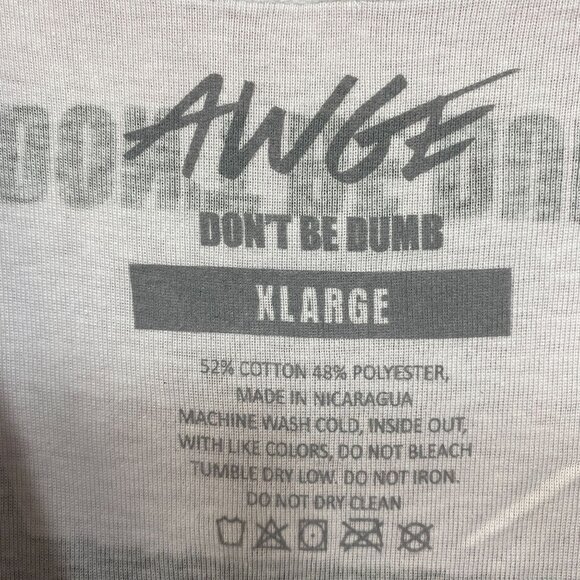 AWGE
DON'T BE DUMB
XLARGE
52% COTTON 48% POLYESTER,
MADE IN NICARAGUA
MACHINE WASH COLD, INSIDE OUT,
WITH LIKE COLORS, DO NOT BLEACH
TUMBLE DRY LOW. DO NOT IRON.
DO NOT DRY CLEAN